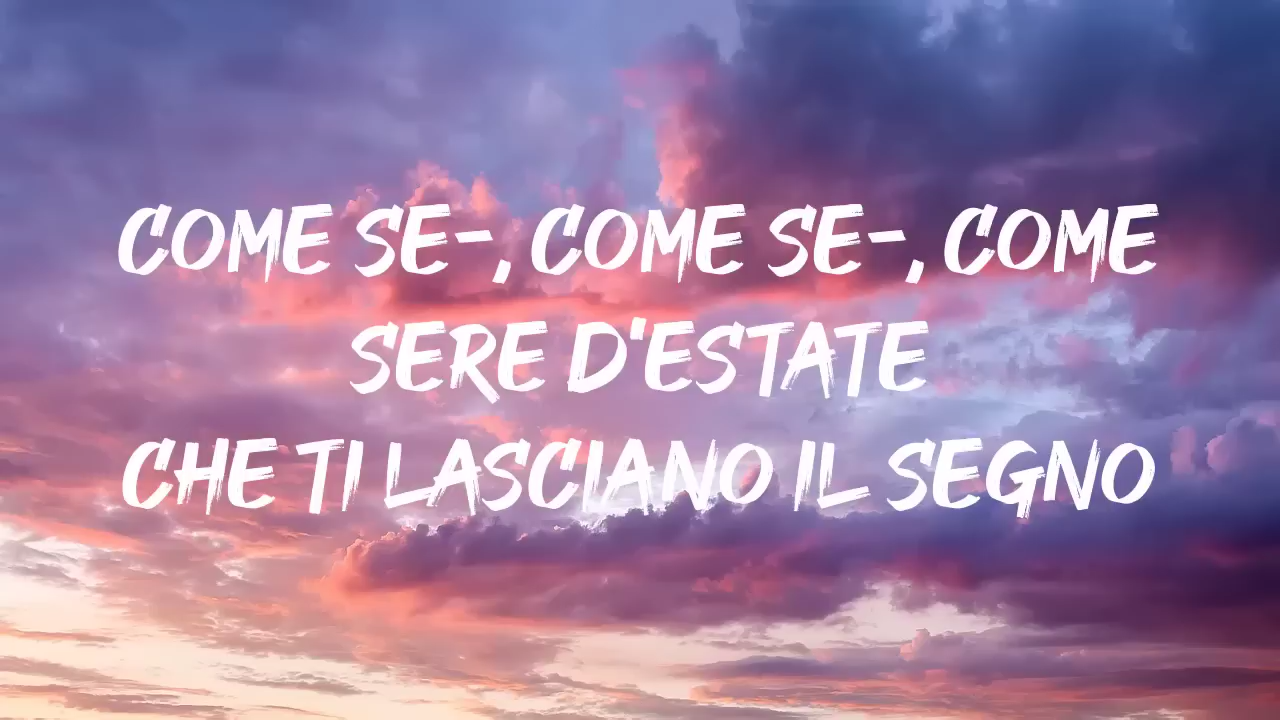 COME SE-, COME SE-, COME
SERE D'ESTATE
CHE TI LASCIANO IL SEGNO